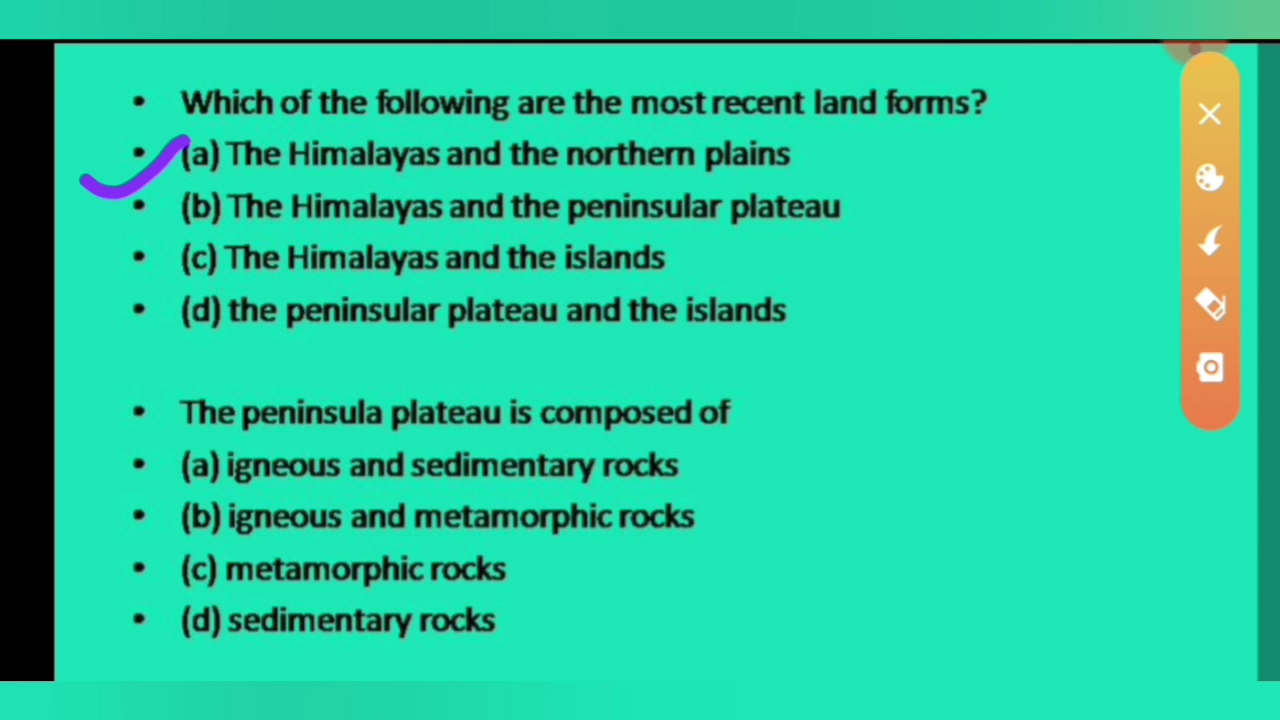 • Which of the following are the most recent land forms?
• (a) The Himalayas and the northern plains
• (b) The Himalayas and the peninsular plateau
• (c) The Himalayas and the islands
• (d) the peninsular plateau and the islands
• The peninsula plateau is composed of
• (a) igneous and sedimentary rocks
• (b) igneous and metamorphic rocks
• (c) metamorphic rocks
• (d) sedimentary rocks